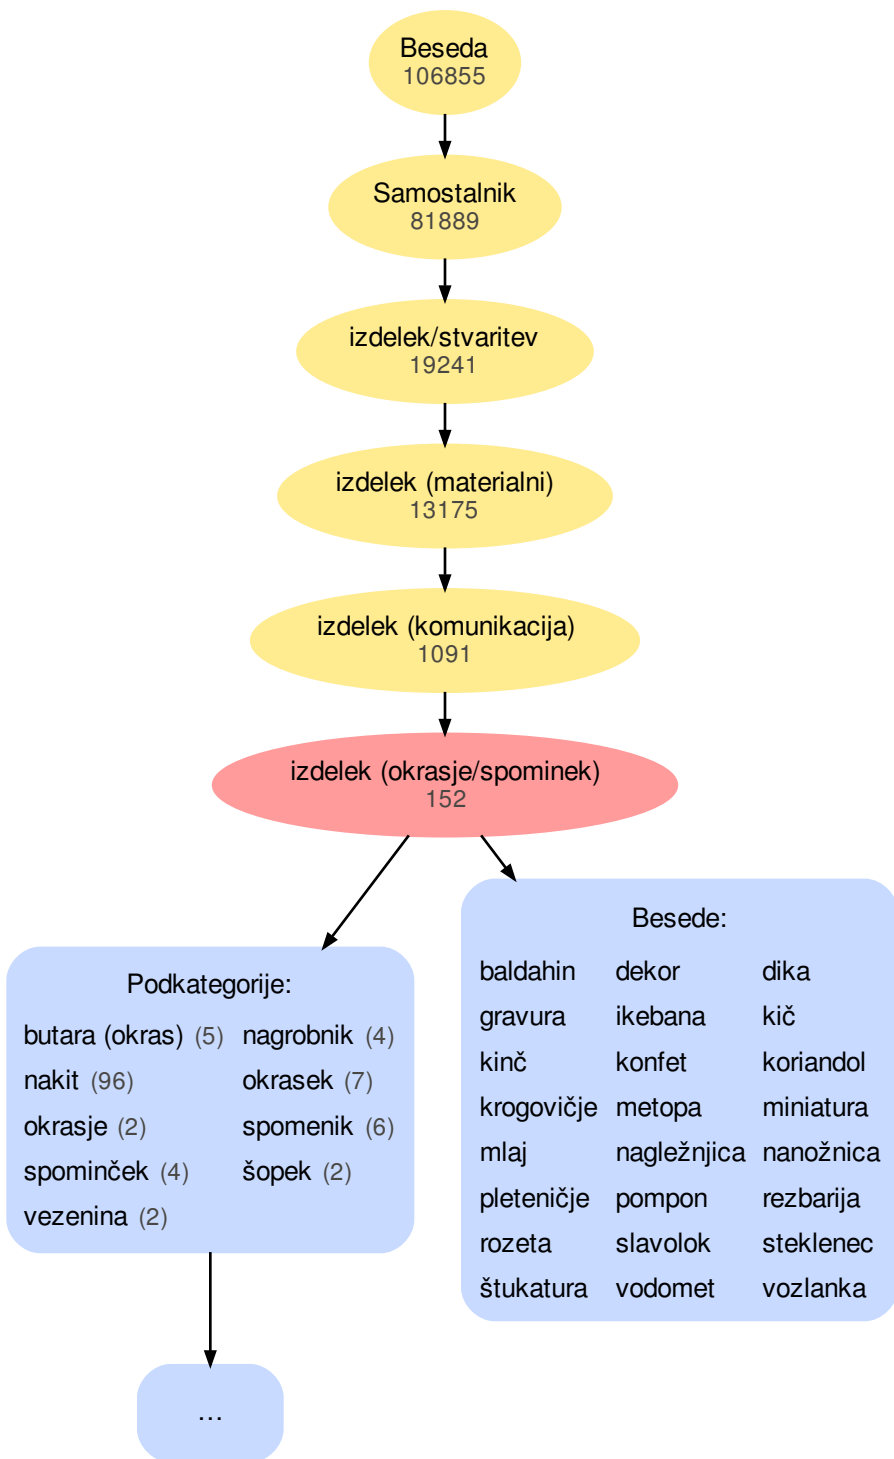 Beseda
106855
Samostalnik
81889
izdelek/stvaritev
19241
izdelek (materialni)
13175
izdelek (komunikacija)
1091
izdelek (okrasje/spominek)
152
Podkategorije:
butara (okras) (5) nagrobnik (4)
nakit (96) okrasek (7)
okrasje (2) spomenik (6)
spominček (4) šopek (2)
vezenina (2)
...
Besede:
baldahin dekor dika
gravura ikebana kič
kinč konfet koriandol
krogovičje metopa miniatura
mlaj nagležnjica nanožnica
pleteničje pompon rezbarija
rozeta slavolok steklenec
štukatura vodomet vozlanka